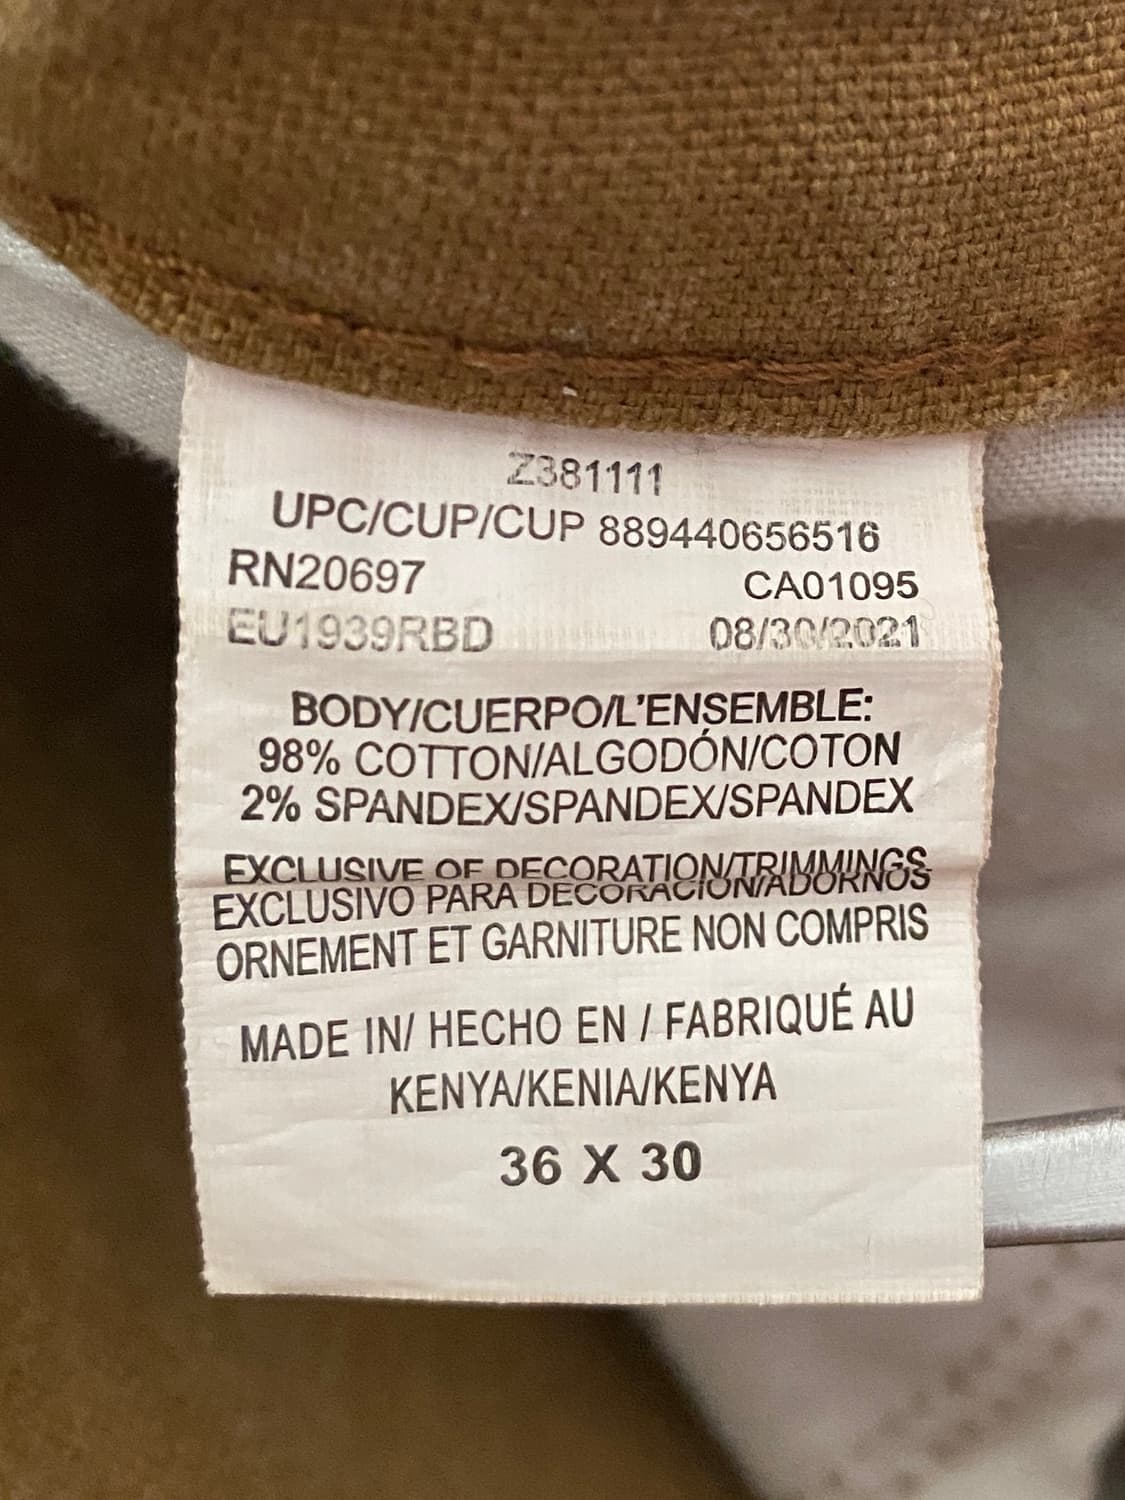 Z381111
UPC/CUP/CUP 889440656516
RN20697 CA01095
EU1939RBD 08/30/2021
BODY/CUERPO/L'ENSEMBLE:
98% COTTON/ALGODÓN/COTON
2% SPANDEX/SPANDEX/SPANDEX
EXCLUSIVE OF DECORATION/TRIMMINGS
EXCLUSIVO PARA DECORACIÓN/ADORNOS
ORNEMENT ET GARNITURE NON COMPRIS
MADE IN/ HECHO EN / FABRIQUÉ AU
KENYA/KENIA/KENYA
36 X 30